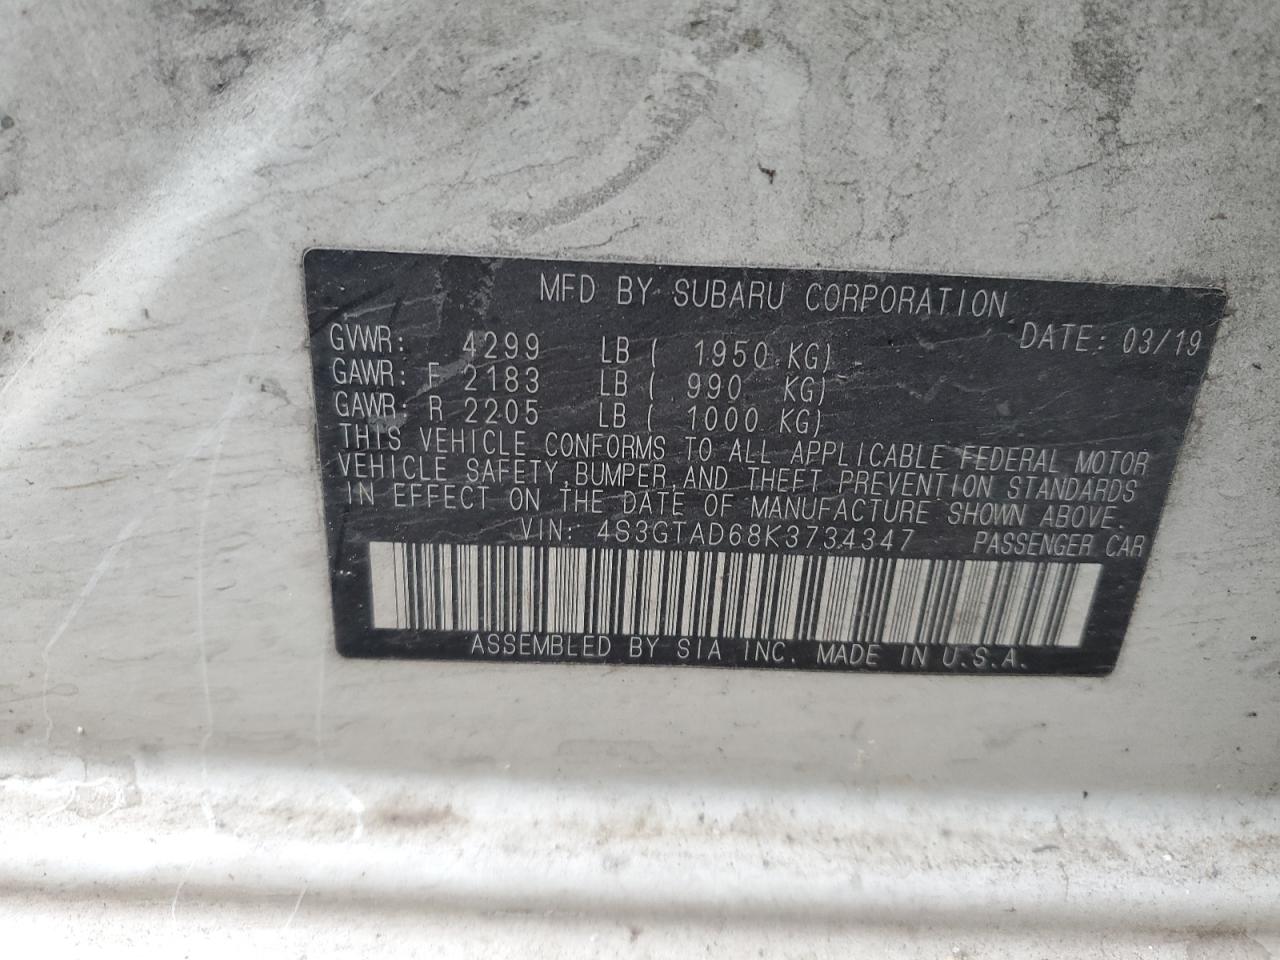 MFD BY SUBARU CORPORATION
DATE: 03/19
GVWR: 4299 LB ( 1950 KG)
GAWR: F 2183 LB ( 990 KG)
GAWR: R 2205 LB ( 1000 KG)
THIS VEHICLE CONFORMS TO ALL APPLICABLE FEDERAL MOTOR
VEHICLE SAFETY,BUMPER,AND THEFT PREVENTION STANDARDS
IN EFFECT ON THE DATE OF MANUFACTURE SHOWN ABOVE.
VIN: 4S3GTAD68K3734347 PASSENGER CAR
ASSEMBLED BY SIA INC. MADE IN U.S.A.